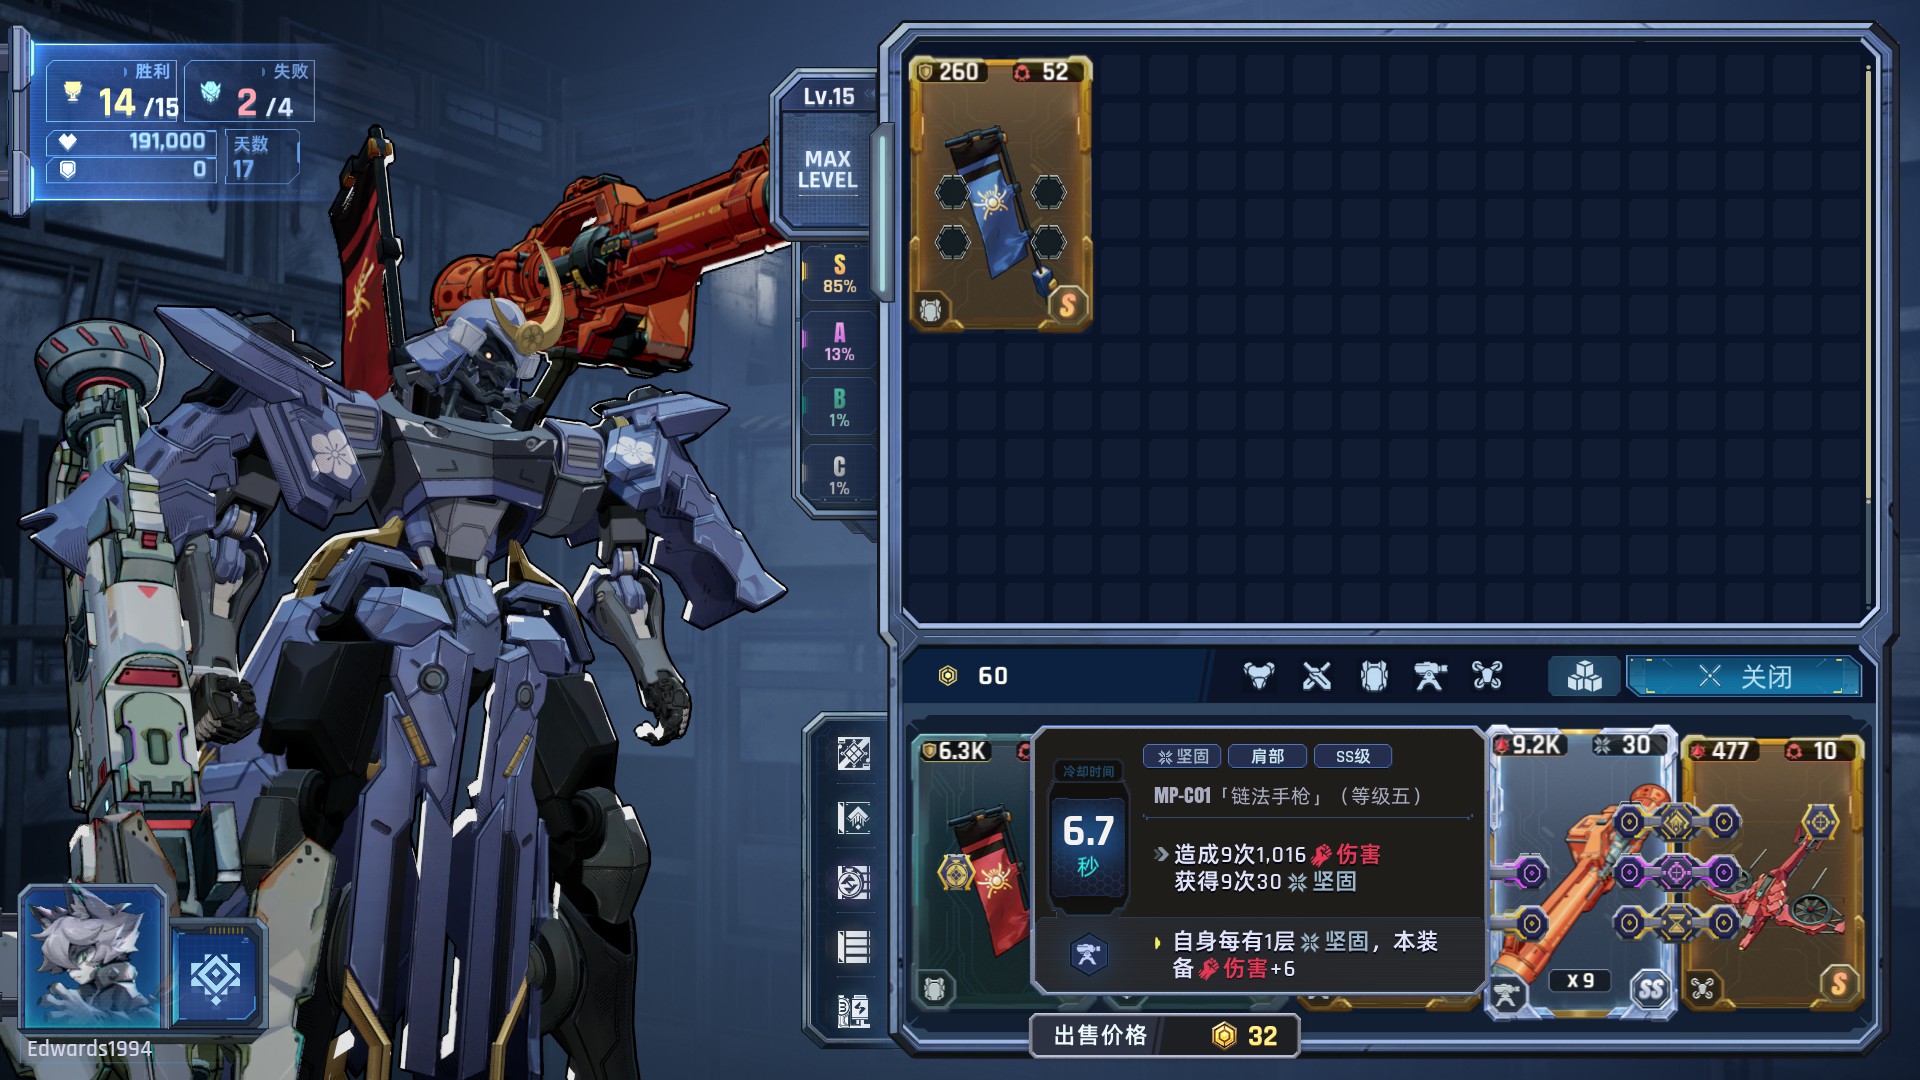 胜利
14 /15
失败
2 /4
191,000
0
天数
17
Lv.15
MAX
LEVEL
S
85%
A
13%
B
1%
C
1%
260
52
S
60
关闭
6.3K
冷却时间
6.7
秒
坚固
肩部
SS级
MP-C01「链法手枪」（等级五）
造成9次1,016 伤害
获得9次30 坚固
自身每有1层 坚固，本装
备 伤害+6
9.2K
30
X 9
SS
477
10
S
出售价格
32
Edwards1994